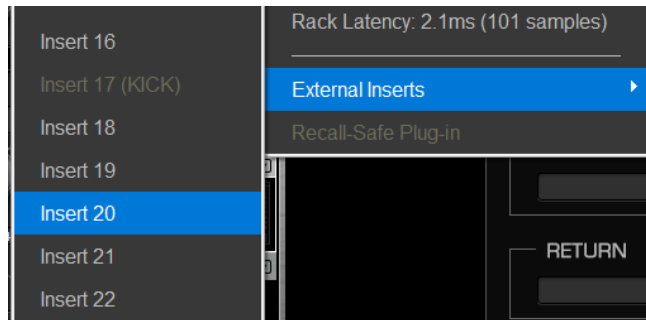 Insert 16
Insert 17 (KICK)
Insert 18
Insert 19
Insert 20
Insert 21
Insert 22
Rack Latency: 2.1ms (101 samples)
External Inserts
Recall-Safe Plug-in
RETURN